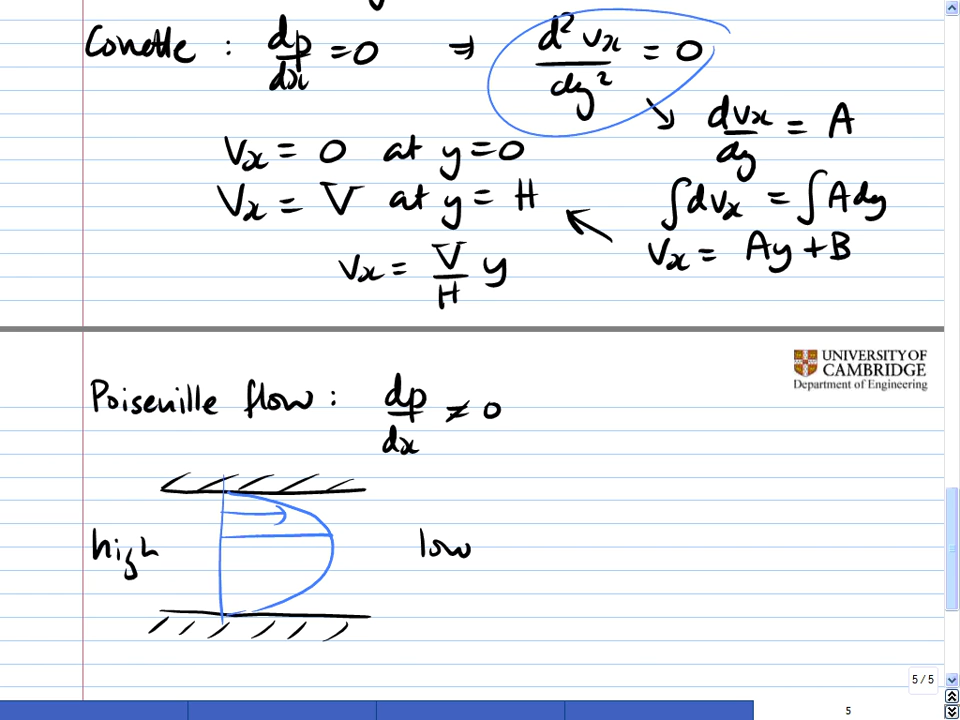 Couette : dp/dx = 0 ⇒ d²vx/dy² = 0
↘ dvx/dy = A
Vx = 0 at y = 0
Vx = V at y = H
∫dvx = ∫A dy
Vx = Ay + B
Vx = V/H y
UNIVERSITY OF
CAMBRIDGE
Department of Engineering
Poiseuille flow : dp/dx ≠ 0
high low
5 / 5
5